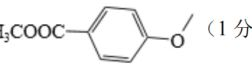 H₃COOC
O
(1 分